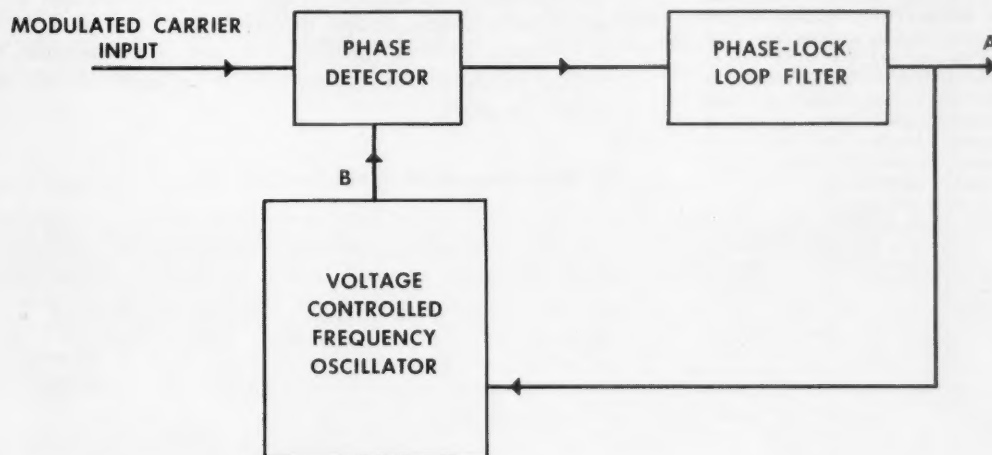 MODULATED CARRIER
INPUT
PHASE
DETECTOR
PHASE-LOCK
LOOP FILTER
A
B
VOLTAGE
CONTROLLED
FREQUENCY
OSCILLATOR